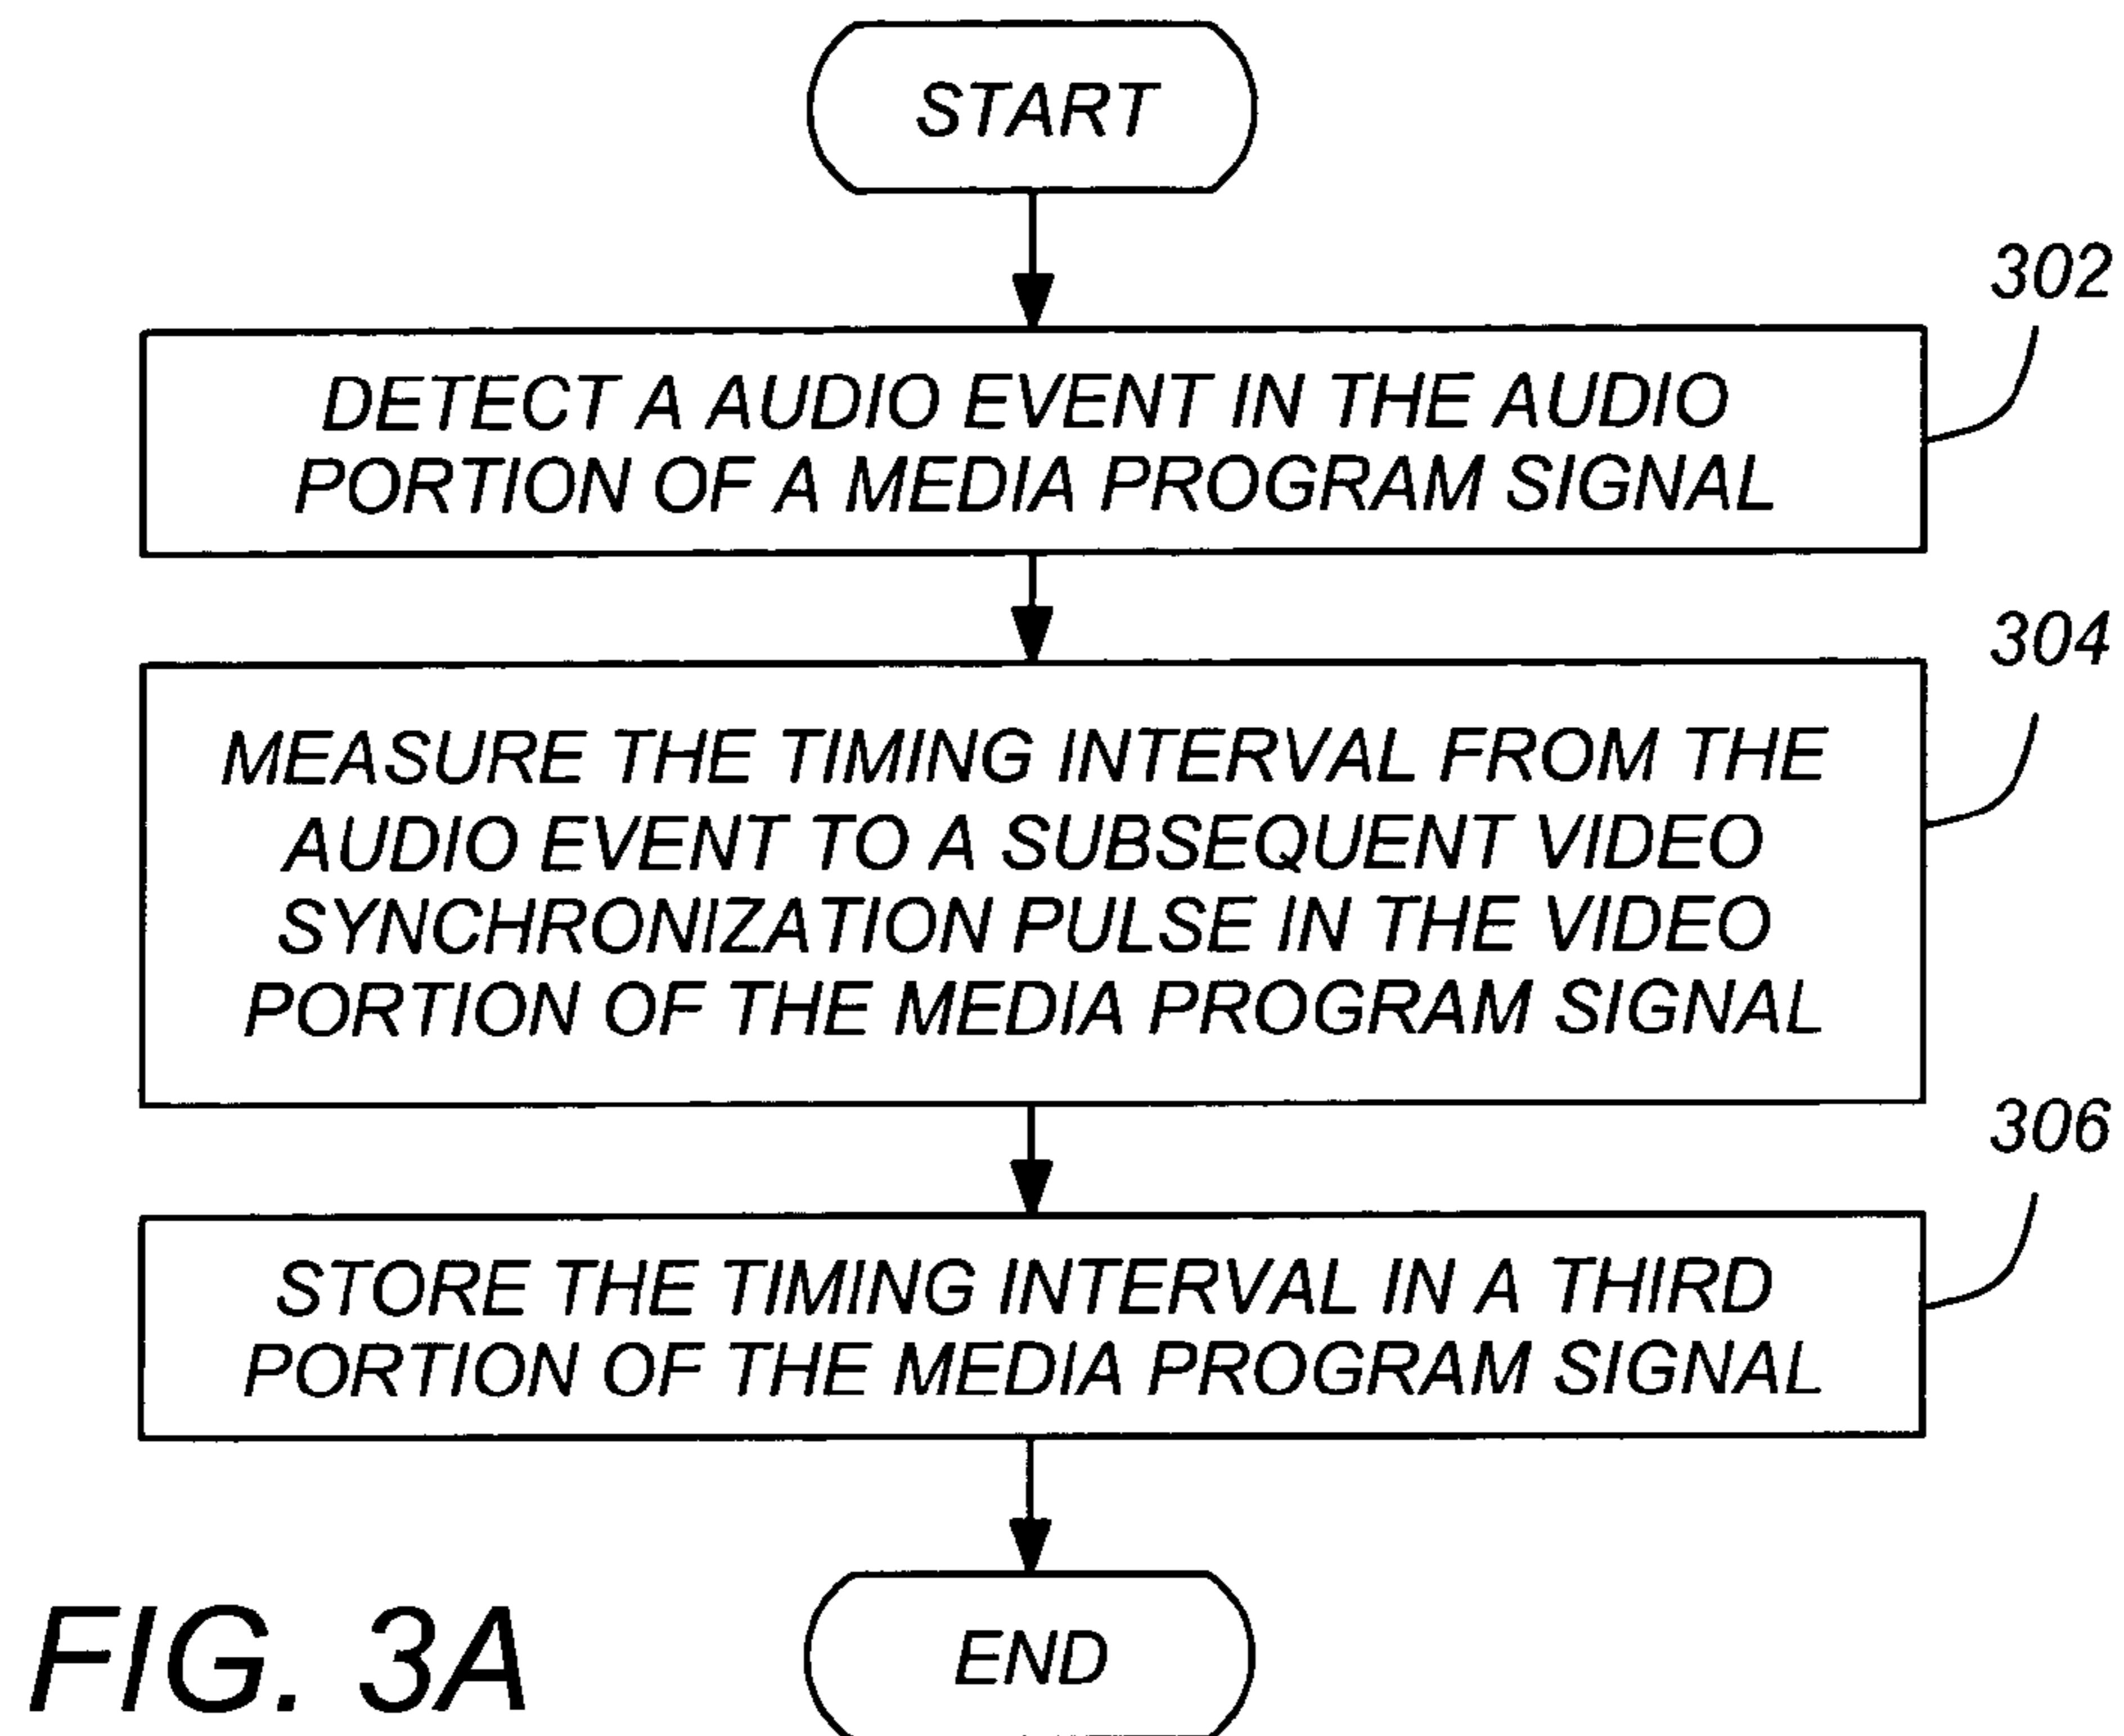 START
302
DETECT A AUDIO EVENT IN THE AUDIO
PORTION OF A MEDIA PROGRAM SIGNAL
304
MEASURE THE TIMING INTERVAL FROM THE
AUDIO EVENT TO A SUBSEQUENT VIDEO
SYNCHRONIZATION PULSE IN THE VIDEO
PORTION OF THE MEDIA PROGRAM SIGNAL
306
STORE THE TIMING INTERVAL IN A THIRD
PORTION OF THE MEDIA PROGRAM SIGNAL
END
FIG. 3A